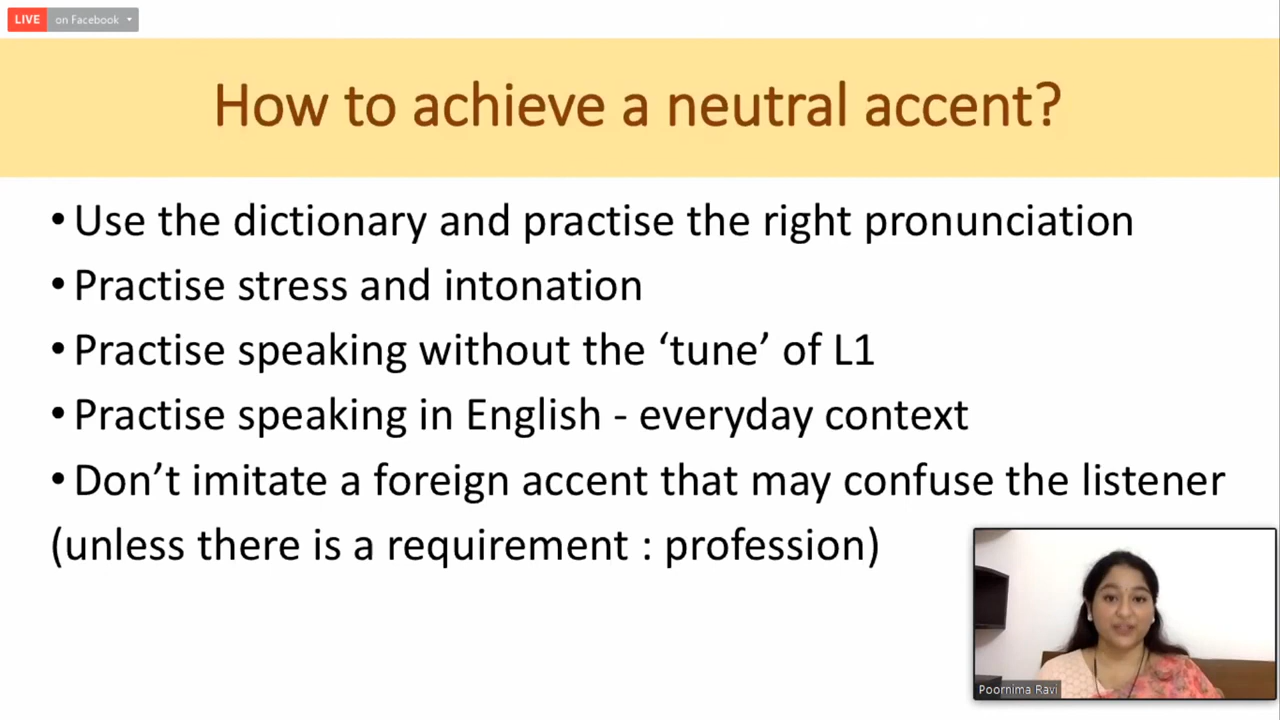 LIVE on Facebook
How to achieve a neutral accent?
• Use the dictionary and practise the right pronunciation
• Practise stress and intonation
• Practise speaking without the ‘tune’ of L1
• Practise speaking in English - everyday context
• Don’t imitate a foreign accent that may confuse the listener
(unless there is a requirement : profession)
Poornima Ravi